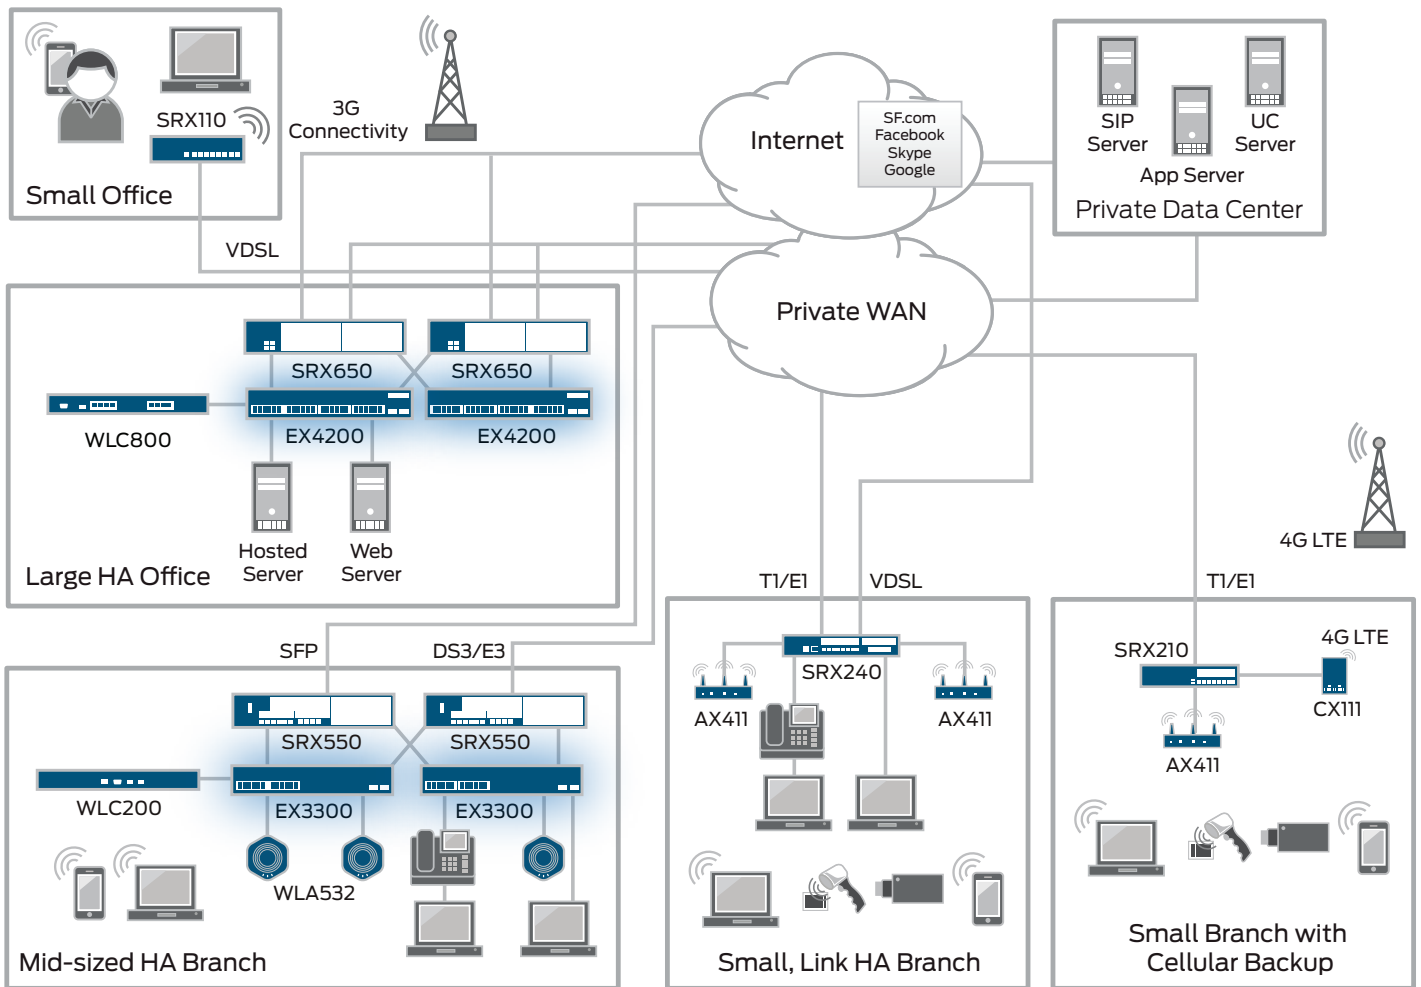 SRX110
Small Office
3G
Connectivity
Internet
SF.com
Facebook
Skype
Google
SIP
Server
UC
Server
App Server
Private Data Center
VDSL
Private WAN
SRX650
SRX650
WLC800
EX4200
EX4200
Hosted
Server
Web
Server
Large HA Office
4G LTE
SFP
DS3/E3
T1/E1
VDSL
T1/E1
SRX550
SRX550
WLC200
EX3300
EX3300
WLA532
Mid-sized HA Branch
SRX240
AX411
AX411
Small, Link HA Branch
SRX210
4G LTE
CX111
AX411
Small Branch with
Cellular Backup